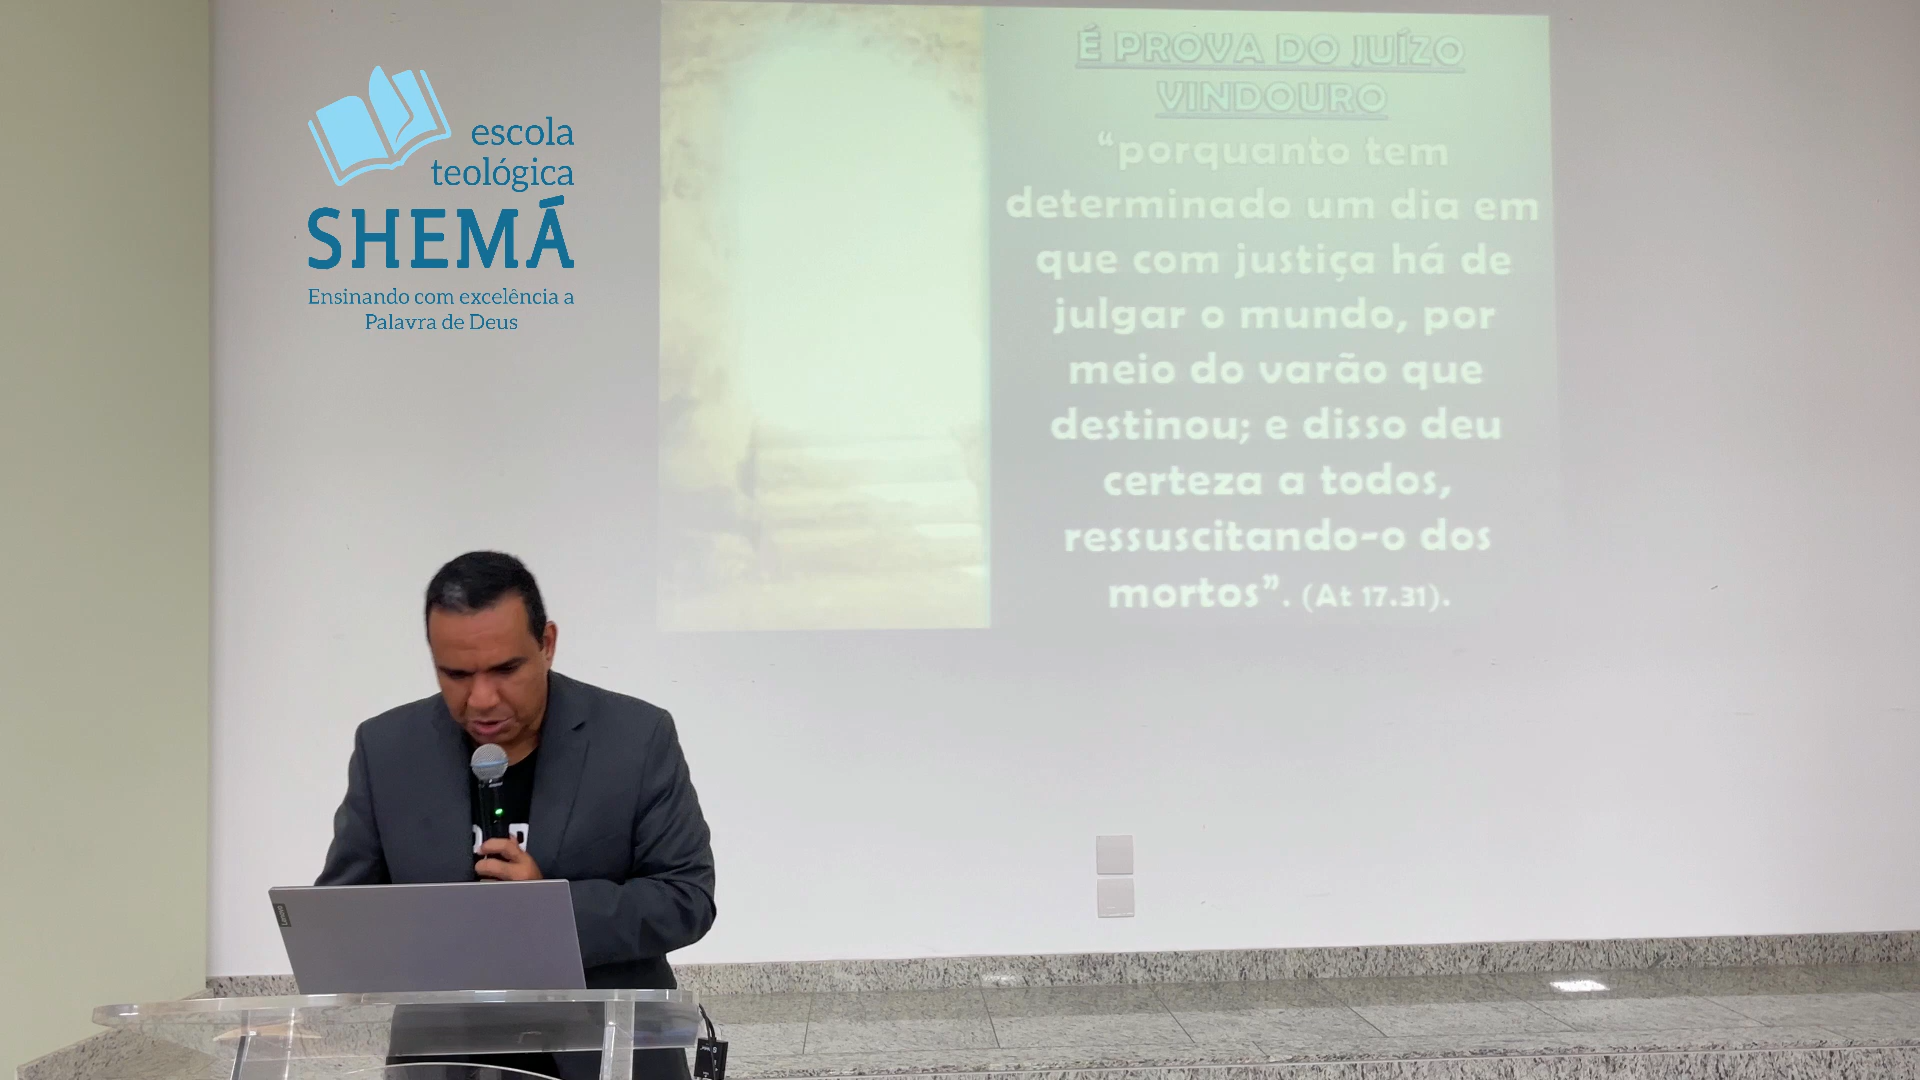 escola
teológica
SHEMÁ
Ensinando com excelência a
Palavra de Deus
É PROVA DO JUÍZO
VINDOURO
“porquanto tem
determinado um dia em
que com justiça há de
julgar o mundo, por
meio do varão que
destinou; e disso deu
certeza a todos,
ressuscitando-o dos
mortos”. (At 17.31).
Lenovo